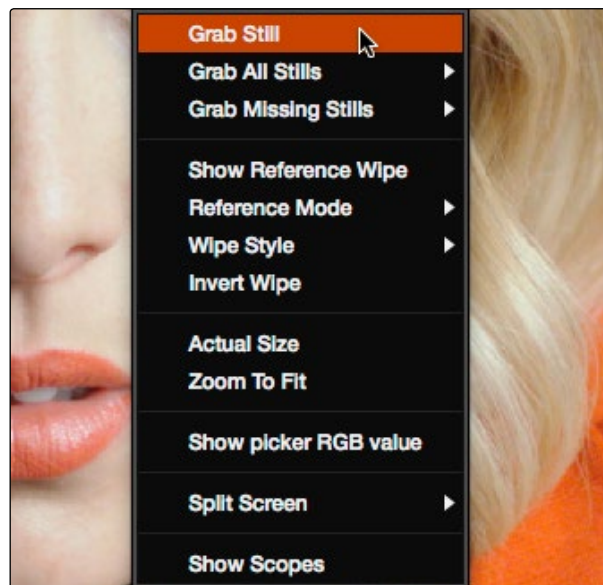 Grab Still
Grab All Stills
Grab Missing Stills
Show Reference Wipe
Reference Mode
Wipe Style
Invert Wipe
Actual Size
Zoom To Fit
Show picker RGB value
Split Screen
Show Scopes